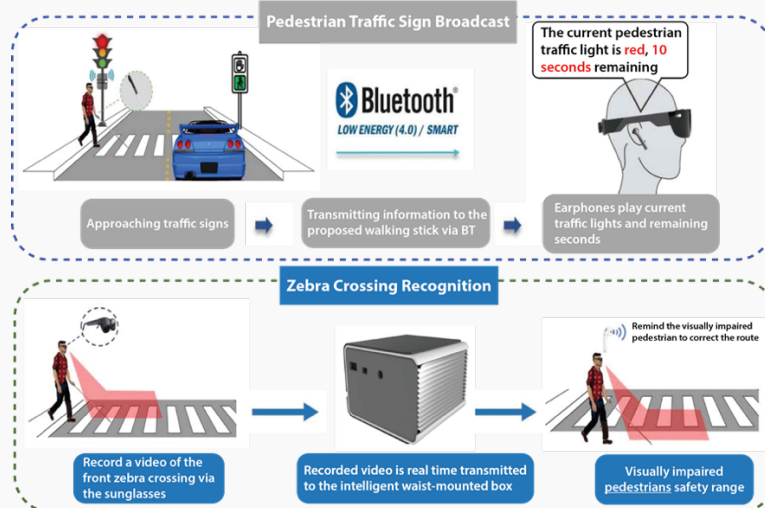 Pedestrian Traffic Sign Broadcast
The current pedestrian
traffic light is red, 10
seconds remaining
Bluetooth®
LOW ENERGY (4.0) / SMART
Approaching traffic signs
Transmitting information to the
proposed walking stick via BT
Earphones play current
traffic lights and remaining
seconds
Zebra Crossing Recognition
Remind the visually impaired
pedestrian to correct the route
Record a video of the
front zebra crossing via
the sunglasses
Recorded video is real time transmitted
to the intelligent waist-mounted box
Visually impaired
pedestrians safety range